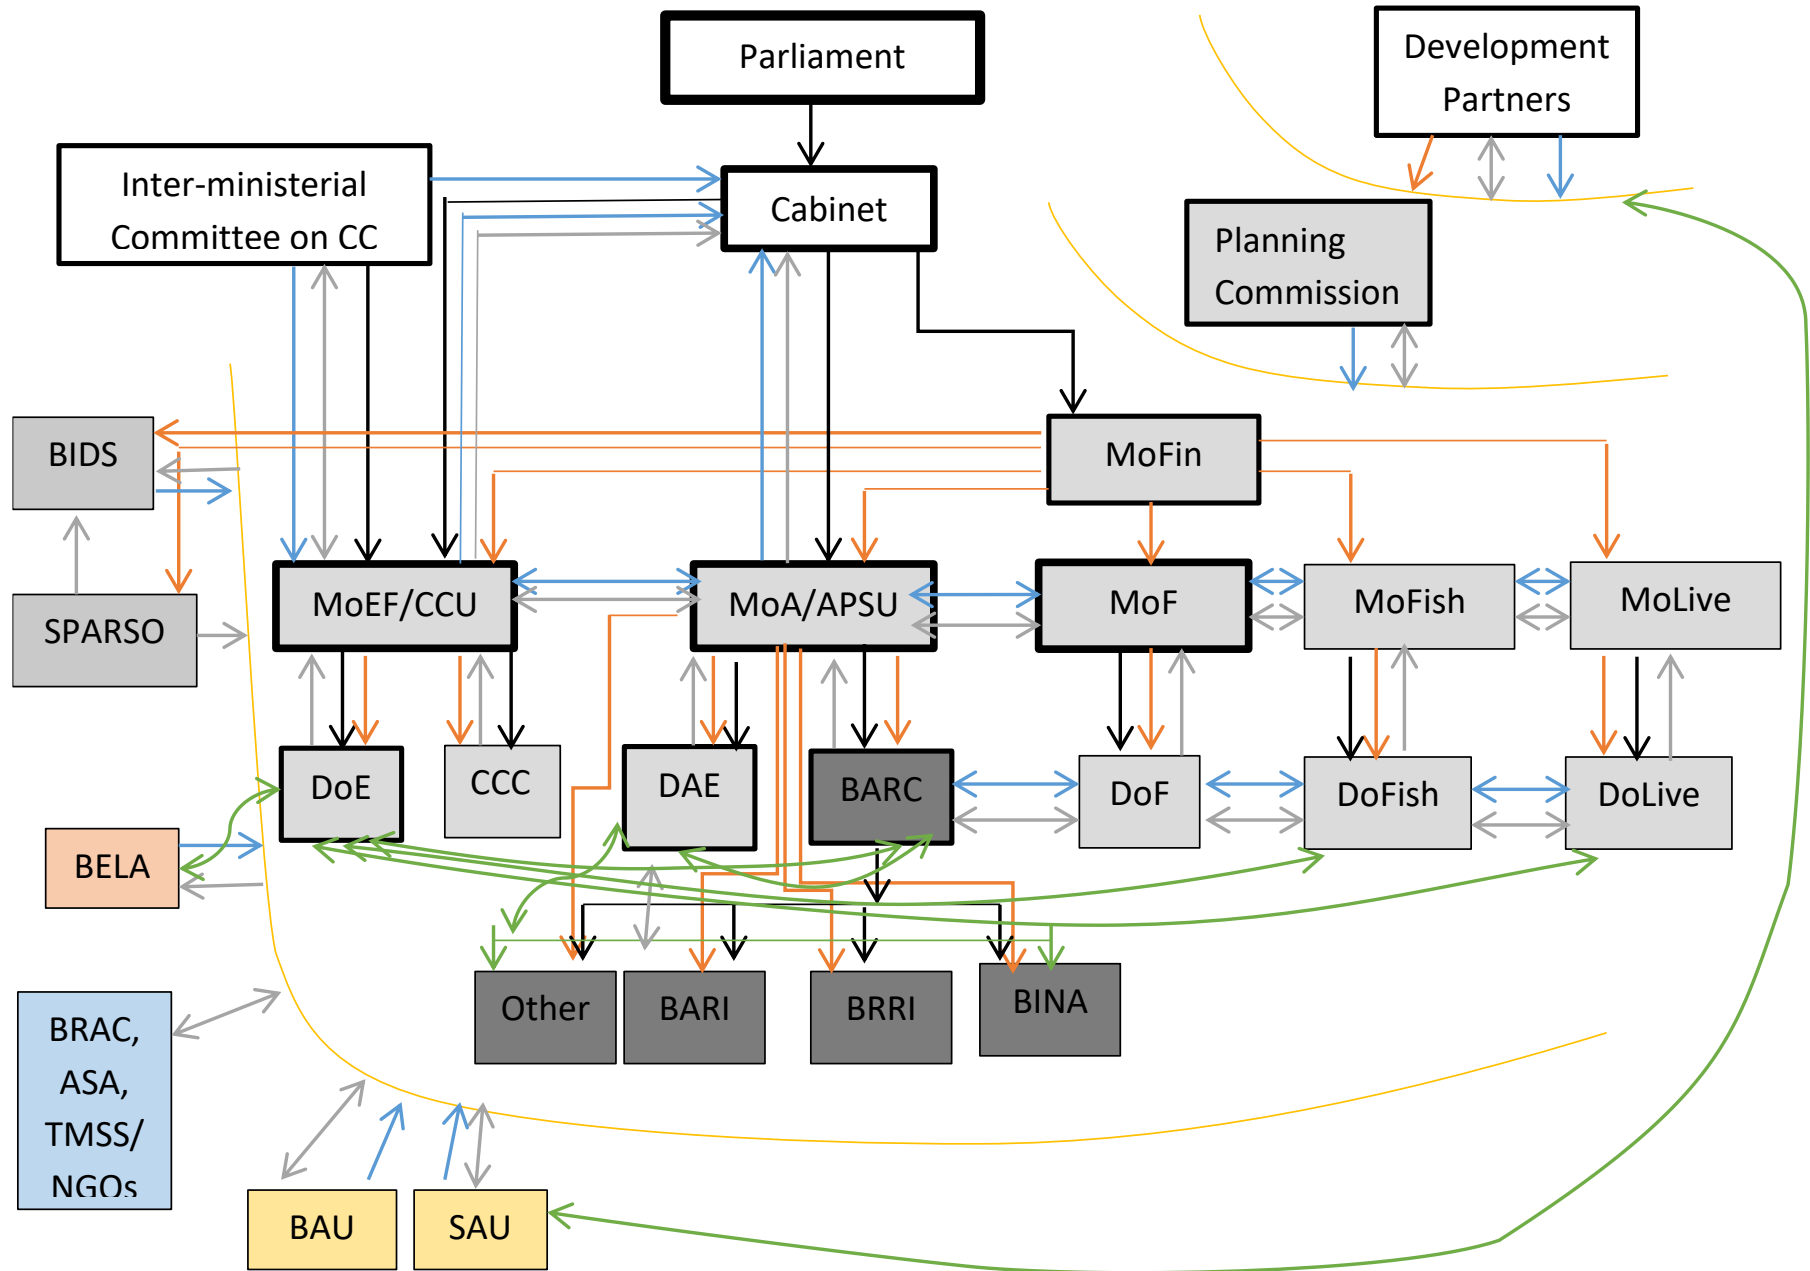 Parliament
Development
Partners
Inter-ministerial
Committee on CC
Cabinet
Planning
Commission
BIDS
MoFin
SPARSO
MoEF/CCU
MoA/APSU
MoF
MoFish
MoLive
DoE
CCC
DAE
BARC
DoF
DoFish
DoLive
BELA
Other
BARI
BRRI
BINA
BRAC,
ASA,
TMSS/
NGOs
BAU
SAU